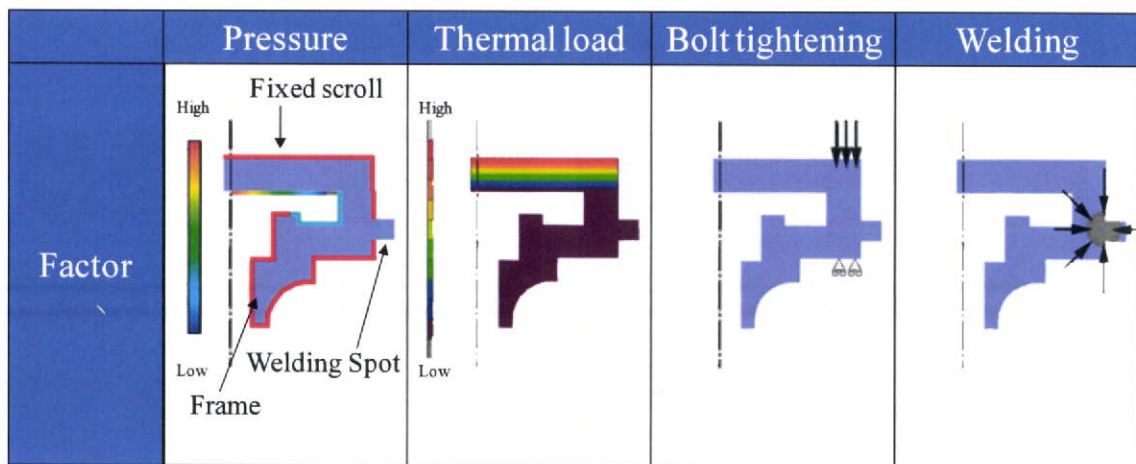 Pressure
Thermal load
Bolt tightening
Welding
Factor
Fixed scroll
High
Low
Welding Spot
Frame
High
Low